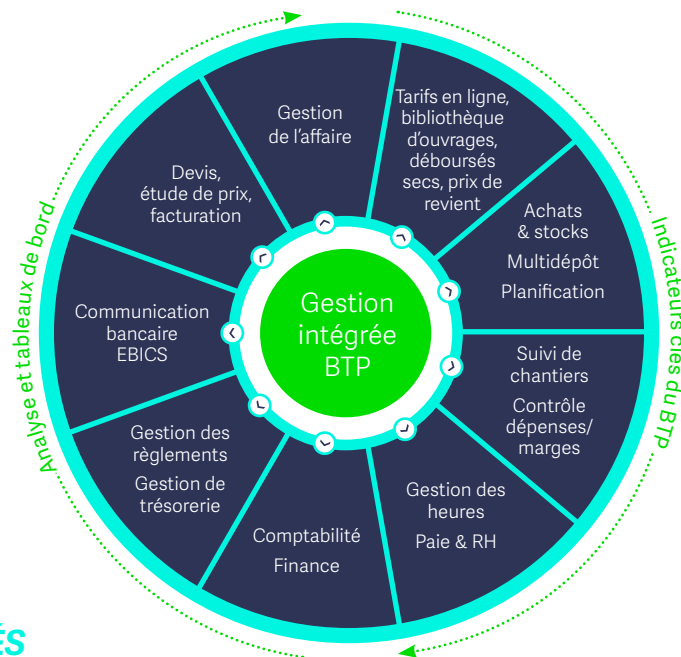 Gestion
de l’affaire
Tarifs en ligne,
bibliothèque
d’ouvrages,
déboursés
secs, prix de
revient
Achats
& stocks
Multidépôt
Planification
Suivi de
chantiers
Contrôle
dépenses/
marges
Gestion des
heures
Paie & RH
Comptabilité
Finance
Gestion des
règlements
Gestion de
trésorerie
Communication
bancaire
EBICS
Devis,
étude de prix,
facturation
Gestion
intégrée
BTP
Analyse et tableaux de bord
Indicateurs clés du BTP
ÉS